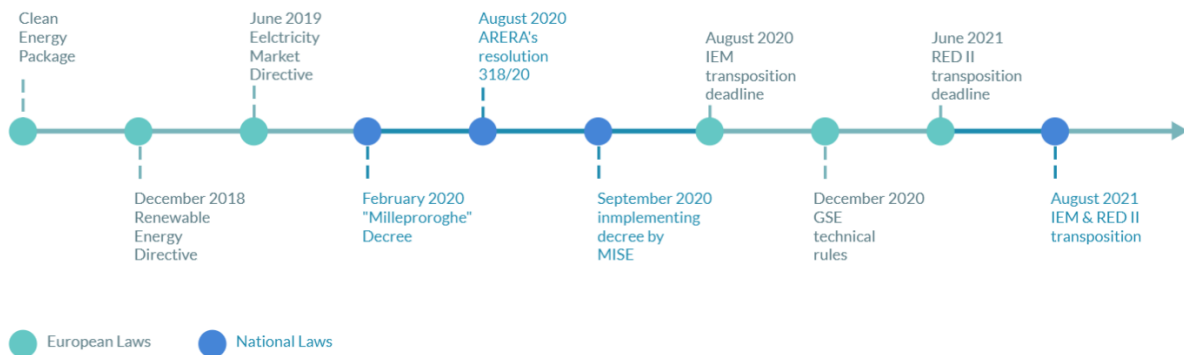 Clean
Energy
Package
December 2018
Renewable
Energy
Directive
June 2019
Eelctricity
Market
Directive
February 2020
"Milleproroghe"
Decree
August 2020
ARERA's
resolution
318/20
September 2020
inmplementing
decree by
MISE
August 2020
IEM
transposition
deadline
December 2020
GSE
technical
rules
June 2021
RED II
transposition
deadline
August 2021
IEM & RED II
transposition
European Laws
National Laws